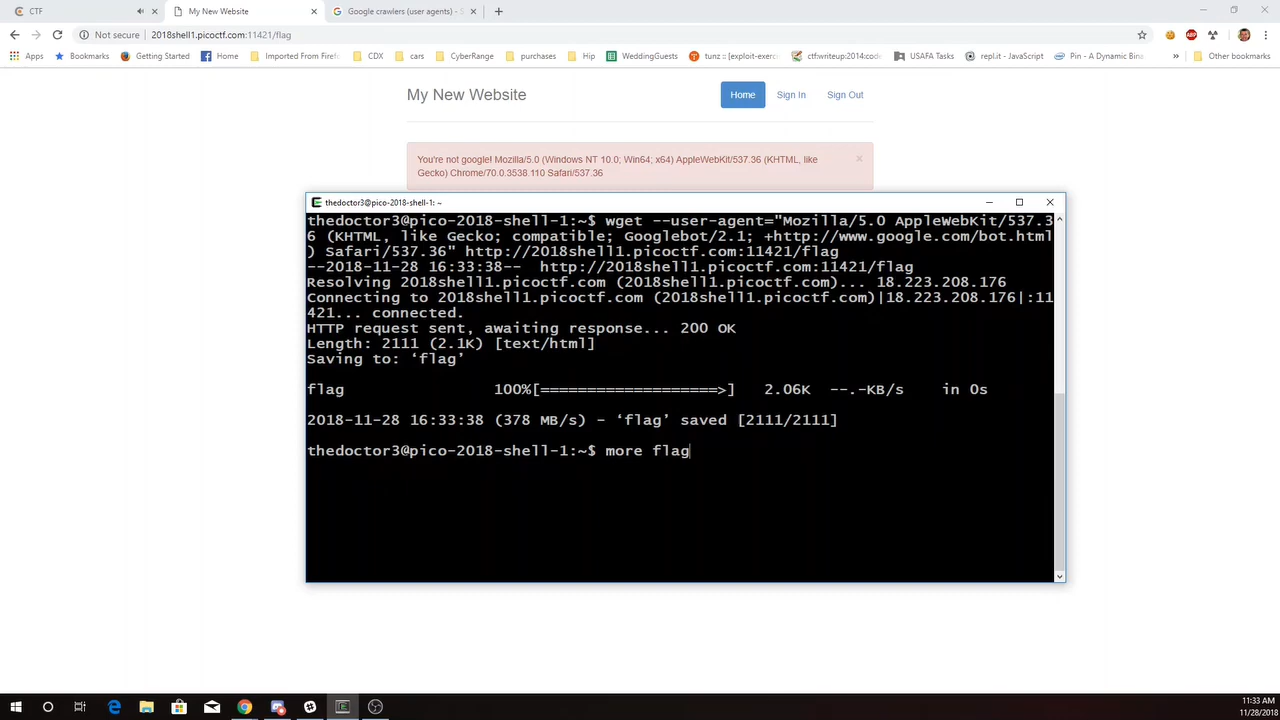 CTF
My New Website
Google crawlers (user agents) - S
Not secure
2018shell1.picoctf.com:11421/flag
Apps
Bookmarks
Getting Started
Home
Imported From Firef
CDX
cars
CyberRange
purchases
Hip
WeddingGuests
tunz :: [exploit-exerc
ctf:writeup:2014:code
USAFA Tasks
repl.it - JavaScript
Pin - A Dynamic Bina
»
Other bookmarks
My New Website
Home
Sign In
Sign Out
You're not google! Mozilla/5.0 (Windows NT 10.0; Win64; x64) AppleWebKit/537.36 (KHTML, like
Gecko) Chrome/70.0.3538.110 Safari/537.36
thedoctor3@pico-2018-shell-1: ~
thedoctor3@pico-2018-shell-1:~$ wget --user-agent="Mozilla/5.0 AppleWebKit/537.3
6 (KHTML, like Gecko; compatible; Googlebot/2.1; +http://www.google.com/bot.html
) Safari/537.36" http://2018shell1.picoctf.com:11421/flag
--2018-11-28 16:33:38--  http://2018shell1.picoctf.com:11421/flag
Resolving 2018shell1.picoctf.com (2018shell1.picoctf.com)... 18.223.208.176
Connecting to 2018shell1.picoctf.com (2018shell1.picoctf.com)|18.223.208.176|:11
421... connected.
HTTP request sent, awaiting response... 200 OK
Length: 2111 (2.1K) [text/html]
Saving to: ‘flag’
flag 100%[===================>] 2.06K --.-KB/s in 0s
2018-11-28 16:33:38 (378 MB/s) - ‘flag’ saved [2111/2111]
thedoctor3@pico-2018-shell-1:~$ more flag
11:33 AM
11/28/2018